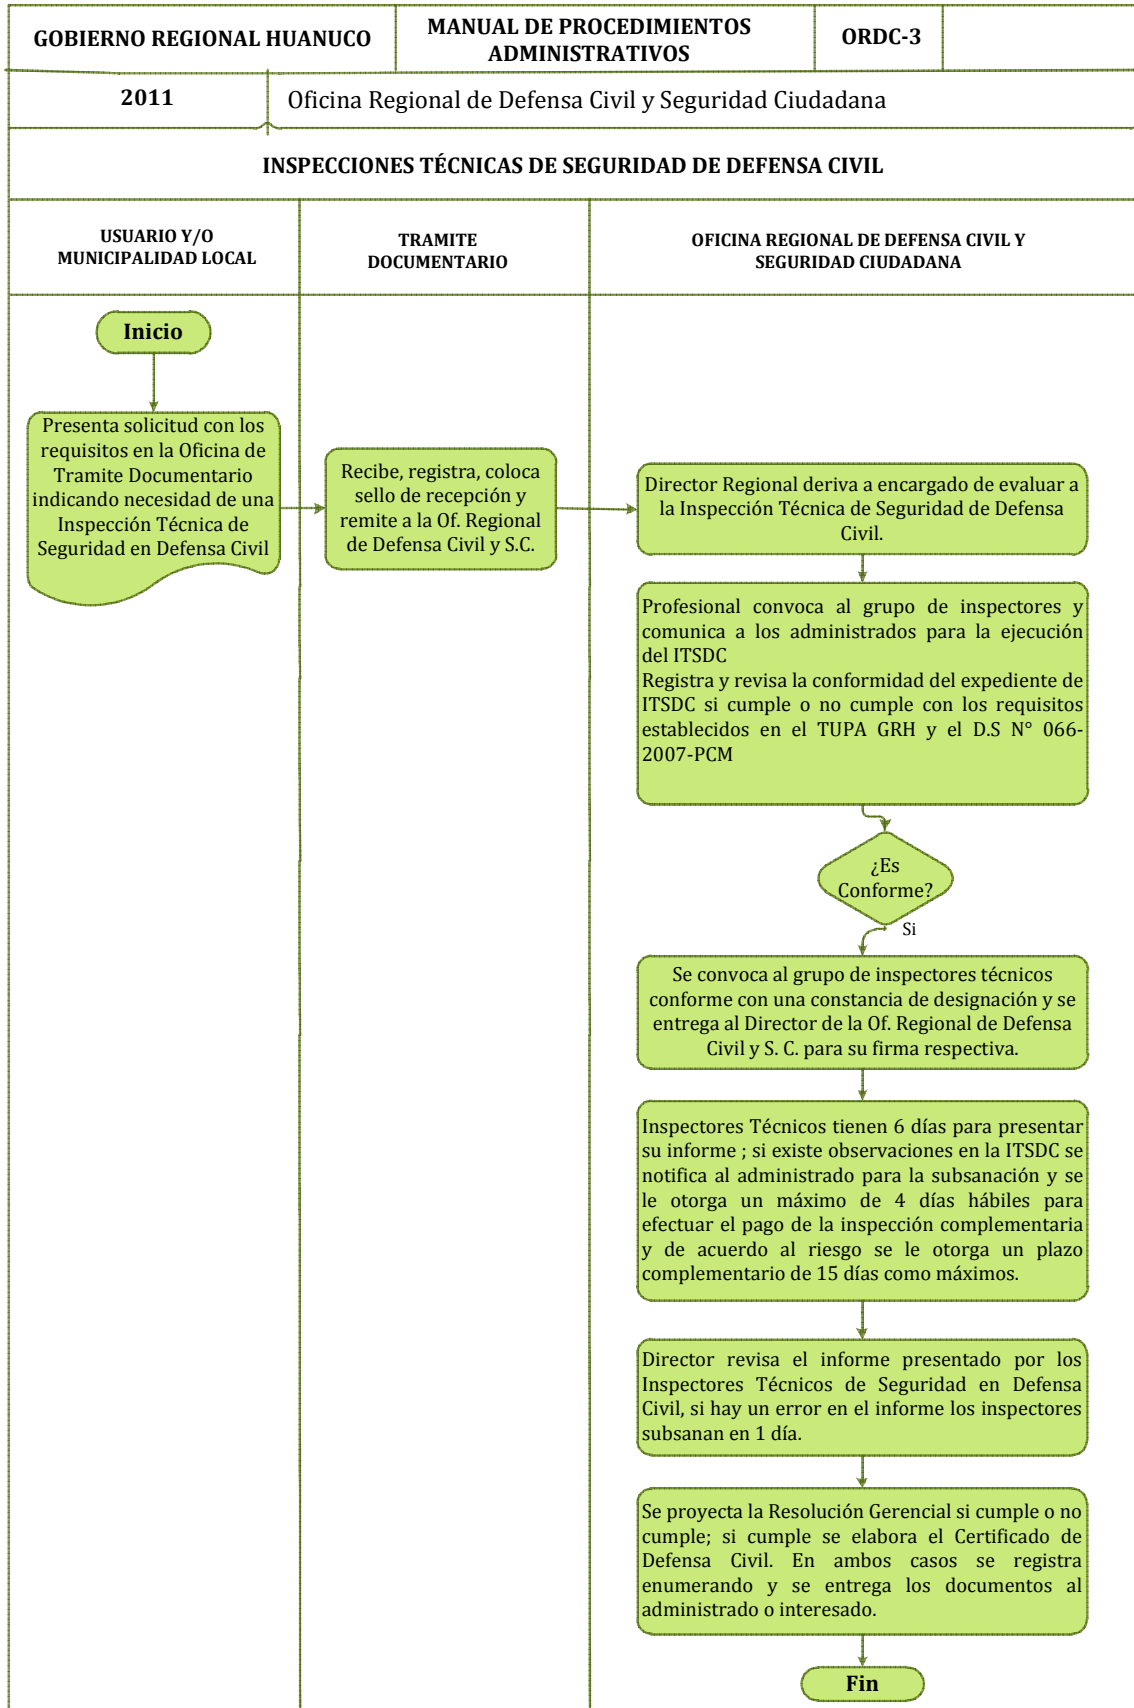 GOBIERNO REGIONAL HUANUCO
MANUAL DE PROCEDIMIENTOS
ADMINISTRATIVOS
ORDC-3
2011
Oficina Regional de Defensa Civil y Seguridad Ciudadana
INSPECCIONES TÉCNICAS DE SEGURIDAD DE DEFENSA CIVIL
USUARIO Y/O
MUNICIPALIDAD LOCAL
TRAMITE
DOCUMENTARIO
OFICINA REGIONAL DE DEFENSA CIVIL Y
SEGURIDAD CIUDADANA
Inicio
Presenta solicitud con los
requisitos en la Oficina de
Tramite Documentario
indicando necesidad de una
Inspección Técnica de
Seguridad en Defensa Civil
Recibe, registra, coloca
sello de recepción y
remite a la Of. Regional
de Defensa Civil y S.C.
Director Regional deriva a encargado de evaluar a
la Inspección Técnica de Seguridad de Defensa
Civil.
Profesional convoca al grupo de inspectores y
comunica a los administrados para la ejecución
del ITSDC
Registra y revisa la conformidad del expediente de
ITSDC si cumple o no cumple con los requisitos
establecidos en el TUPA GRH y el D.S N° 066-
2007-PCM
¿Es
Conforme?
Si
Se convoca al grupo de inspectores técnicos
conforme con una constancia de designación y se
entrega al Director de la Of. Regional de Defensa
Civil y S. C. para su firma respectiva.
Inspectores Técnicos tienen 6 días para presentar
su informe ; si existe observaciones en la ITSDC se
notifica al administrado para la subsanación y se
le otorga un máximo de 4 días hábiles para
efectuar el pago de la inspección complementaria
y de acuerdo al riesgo se le otorga un plazo
complementario de 15 días como máximos.
Director revisa el informe presentado por los
Inspectores Técnicos de Seguridad en Defensa
Civil, si hay un error en el informe los inspectores
subsanan en 1 día.
Se proyecta la Resolución Gerencial si cumple o no
cumple; si cumple se elabora el Certificado de
Defensa Civil. En ambos casos se registra
enumerando y se entrega los documentos al
administrado o interesado.
Fin